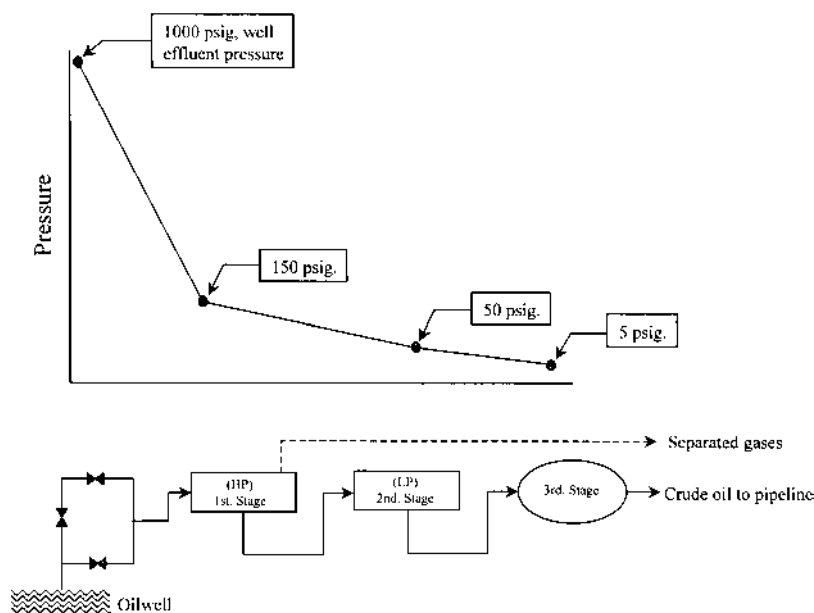 1000 psig, well
effluent pressure
Pressure
150 psig.
50 psig.
5 psig.
Separated gases
(HP)
1st. Stage
(LP)
2nd. Stage
3rd. Stage
Crude oil to pipeline
Oilwell